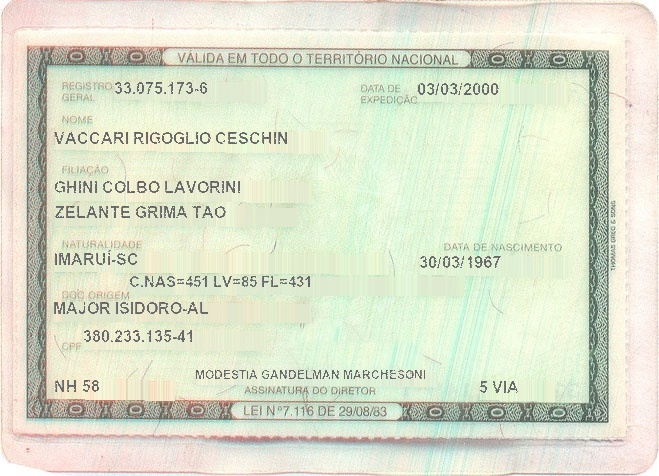 VÁLIDA EM TODO O TERRITÓRIO NACIONAL
REGISTRO GERAL 33.075.173-6 DATA DE EXPEDIÇÃO 03/03/2000
NOME
VACCARI RIGOGLIO CESCHIN
FILIAÇÃO
GHINI COLBO LAVORINI
ZELANTE GRIMA TAO
NATURALIDADE DATA DE NASCIMENTO
IMARUÍ-SC 30/03/1967
C.NAS=451 LV=85 FL=431
DOC ORIGEM
MAJOR ISIDORO-AL
380.233.135-41
CPF
MODESTIA GANDELMAN MARCHESONI
NH 58 ASSINATURA DO DIRETOR 5 VIA
LEI Nº 7.116 DE 29/08/83
THOMAS GREG & SONS